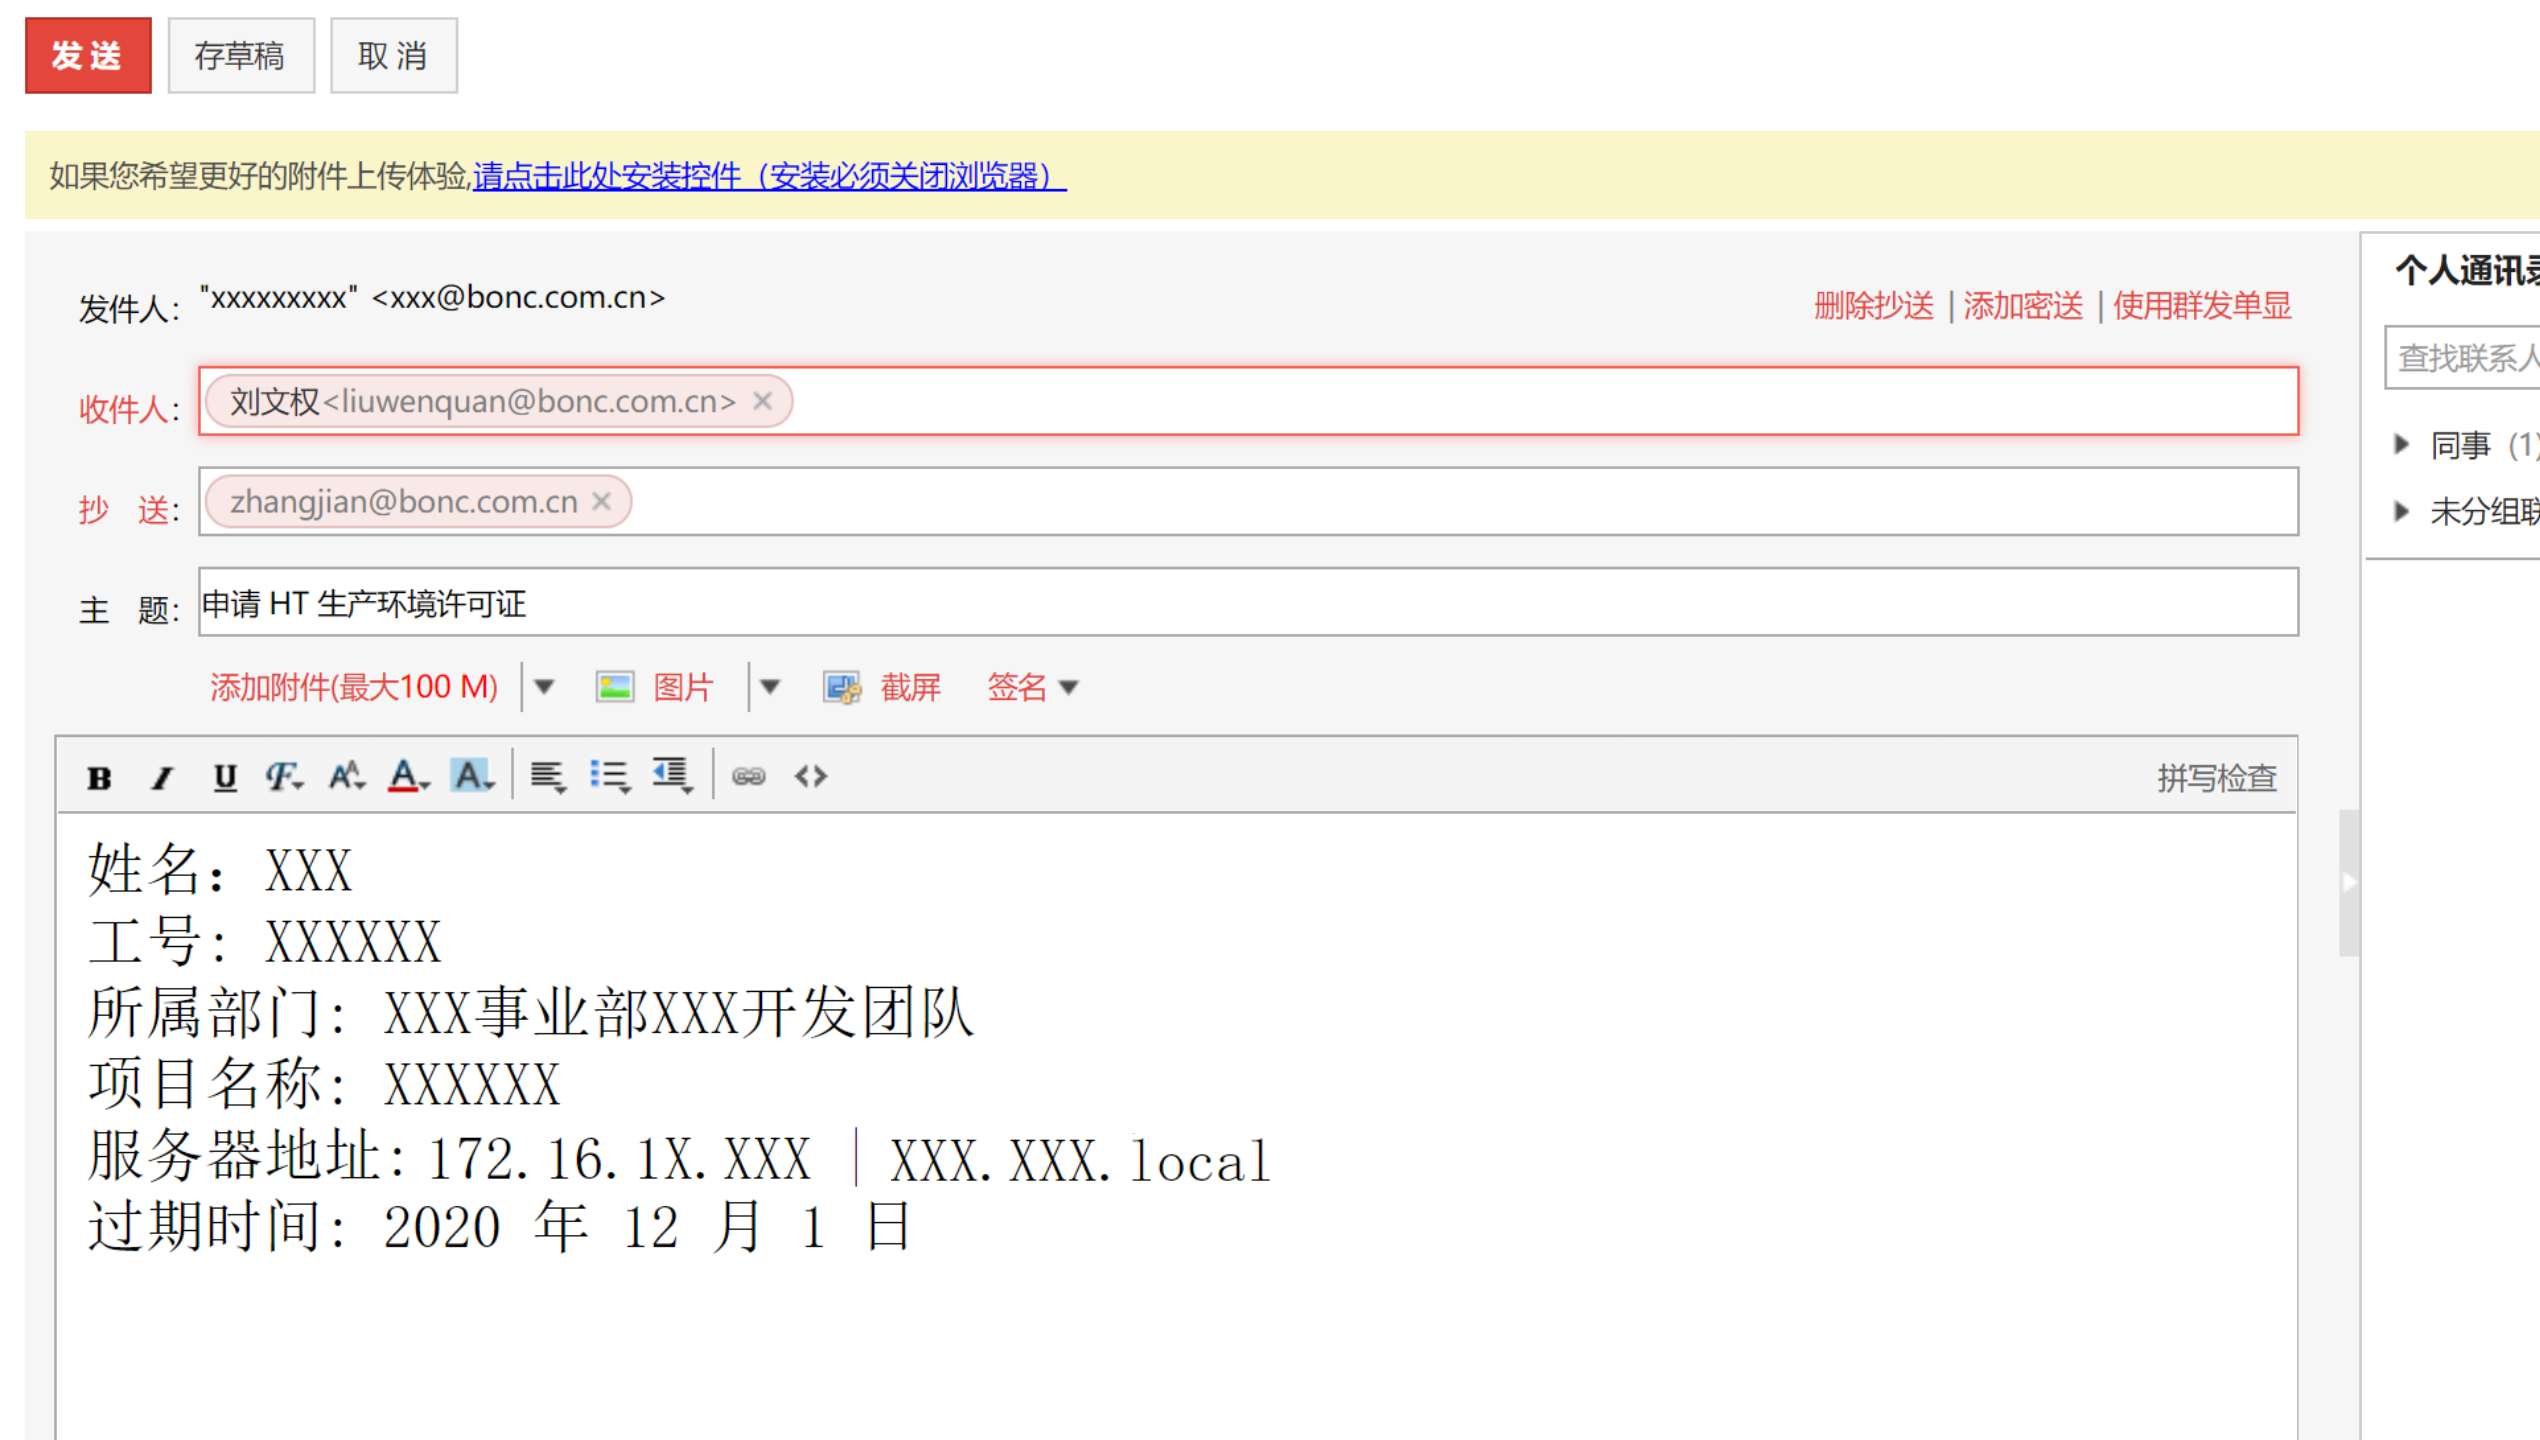 发 送 存草稿 取 消
如果您希望更好的附件上传体验,请点击此处安装控件（安装必须关闭浏览器）
发件人: "xxxxxxxxx" <xxx@bonc.com.cn> 删除抄送 | 添加密送 | 使用群发单显
收件人: 刘文权<liuwenquan@bonc.com.cn> ×
抄 送: zhangjian@bonc.com.cn ×
主 题: 申请 HT 生产环境许可证
添加附件(最大100 M) 图片 截屏 签名
B I U 拼写检查
姓名：XXX
工号：XXXXXX
所属部门：XXX事业部XXX开发团队
项目名称：XXXXXX
服务器地址:172.16.1X.XXX | XXX.XXX.local
过期时间：2020 年 12 月 1 日
个人通讯
查找联系人
同事 (1)
未分组